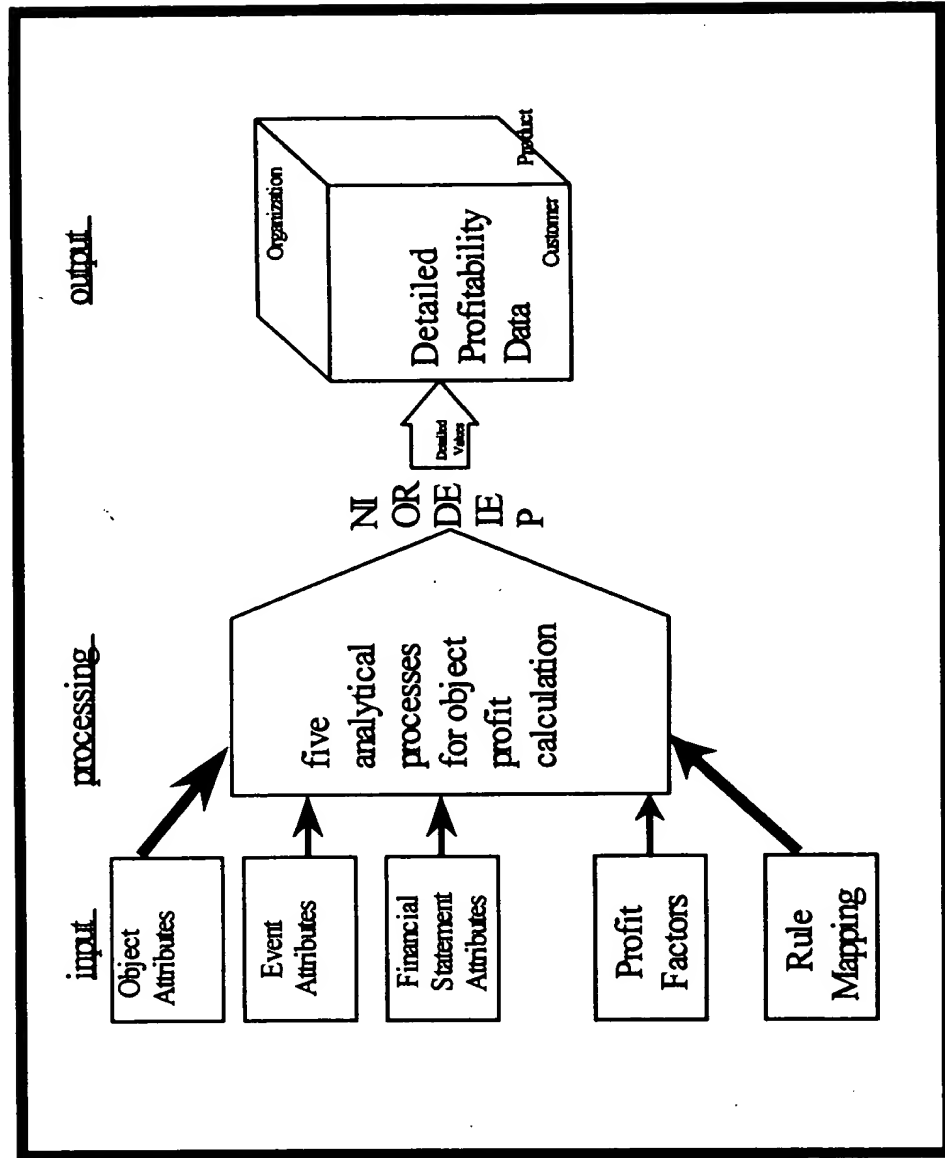 input
processing
output
Object
Attributes
Event
Attributes
Financial
Statement
Attributes
Profit
Factors
Rule
Mapping
five
analytical
processes
for object
profit
calculation
NI
OR
DE
IE
P
Detailed
Values
Organization
Detailed
Profitability
Data
Customer
Product